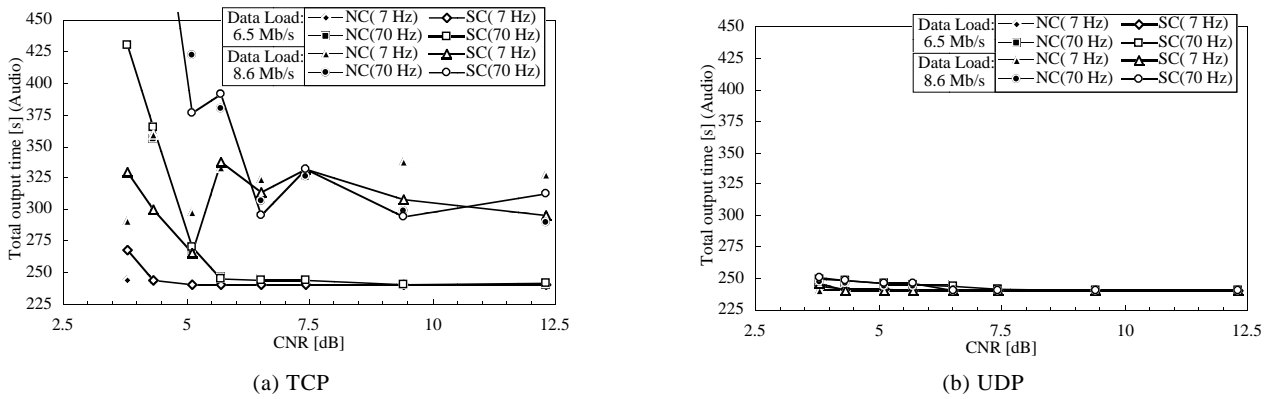 Total output time [s] (Audio)
450
425
400
375
350
325
300
275
250
225
2.5
5
7.5
10
12.5
CNR [dB]
Data Load:
6.5 Mb/s
Data Load:
8.6 Mb/s
NC( 7 Hz)
SC( 7 Hz)
NC(70 Hz)
SC(70 Hz)
NC( 7 Hz)
SC( 7 Hz)
NC(70 Hz)
SC(70 Hz)
(a) TCP
Total output time [s] (Audio)
450
425
400
375
350
325
300
275
250
225
2.5
5
7.5
10
12.5
CNR [dB]
Data Load:
6.5 Mb/s
Data Load:
8.6 Mb/s
NC( 7 Hz)
SC( 7 Hz)
NC(70 Hz)
SC(70 Hz)
NC( 7 Hz)
SC( 7 Hz)
NC(70 Hz)
SC(70 Hz)
(b) UDP